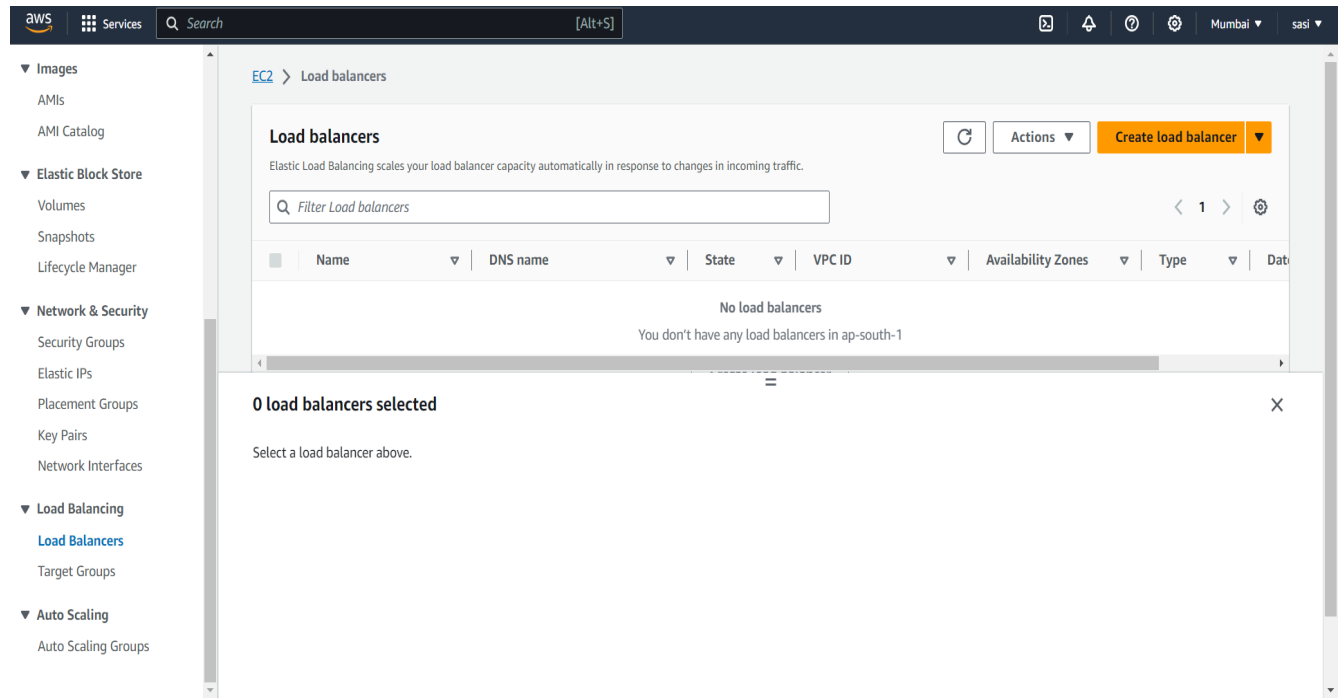 aws Services Search [Alt+S] Mumbai sasi
Images
AMIs
AMI Catalog
Elastic Block Store
Volumes
Snapshots
Lifecycle Manager
Network & Security
Security Groups
Elastic IPs
Placement Groups
Key Pairs
Network Interfaces
Load Balancing
Load Balancers
Target Groups
Auto Scaling
Auto Scaling Groups
EC2 > Load balancers
Load balancers
Actions Create load balancer
Elastic Load Balancing scales your load balancer capacity automatically in response to changes in incoming traffic.
Filter Load balancers
1
Name DNS name State VPC ID Availability Zones Type
No load balancers
You don't have any load balancers in ap-south-1
0 load balancers selected
Select a load balancer above.